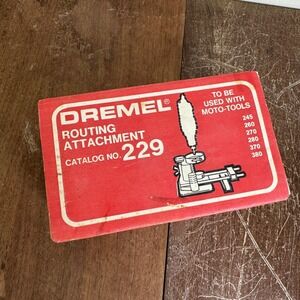 DREMEL®
ROUTING
ATTACHMENT
CATALOG NO. 229
TO BE
USED WITH
MOTO-TOOLS
245
260
270
280
370
380